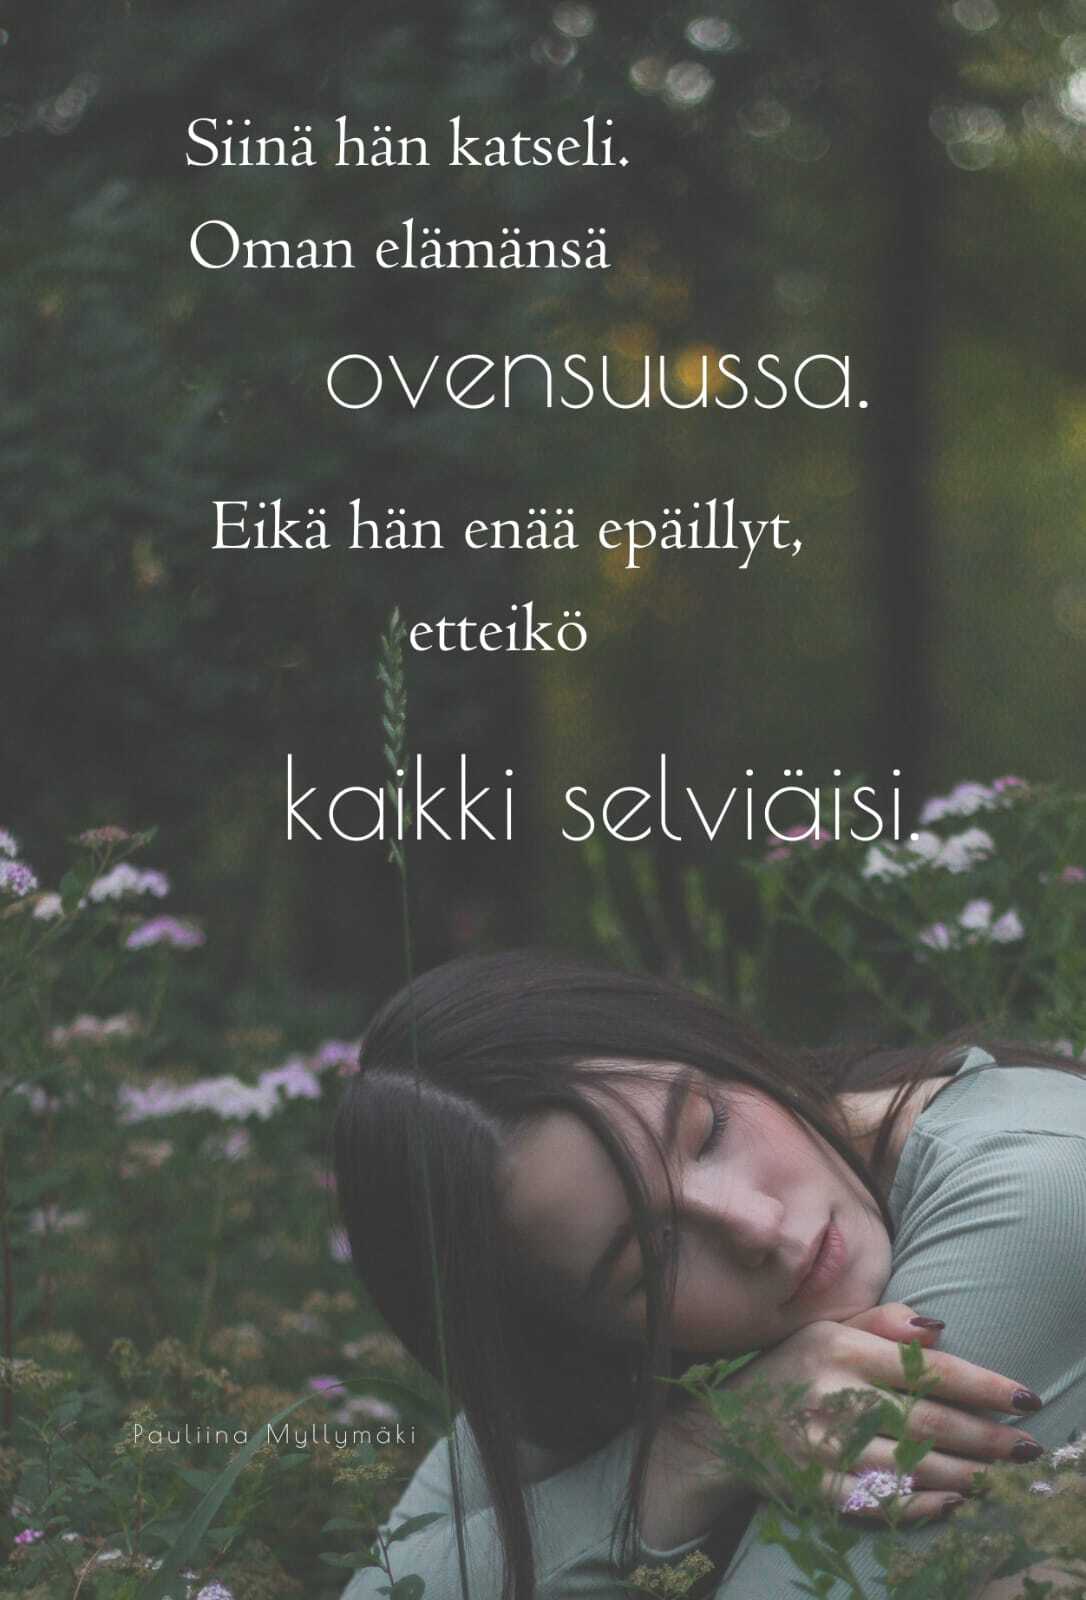 Siinä hän katseli.
Oman elämänsä
ovensuussa.
Eikä hän enää epäillyt,
etteikö
kaikki selviäisi.
Pauliina Myllymäki